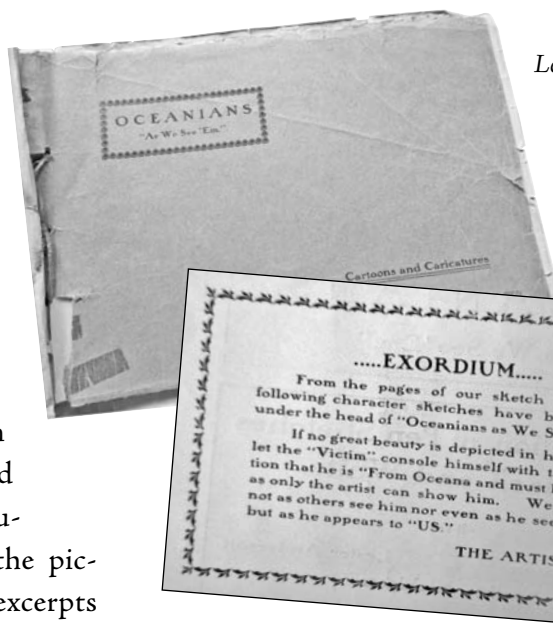 La
OCEANIANS
"As We See 'Em."
Cartoons and Caricatures
.....EXORDIUM.....
From the pages of our sketch
following character sketches have b
under the head of "Oceanians as We S
If no great beauty is depicted in h
let the "Victim" console himself with t
tion that he is "From Oceana and must
as only the artist can show him. We
not as others see him nor even as he see
but as he appears to "US."
THE ARTIS
n
d
u-
the pic-
excerpts